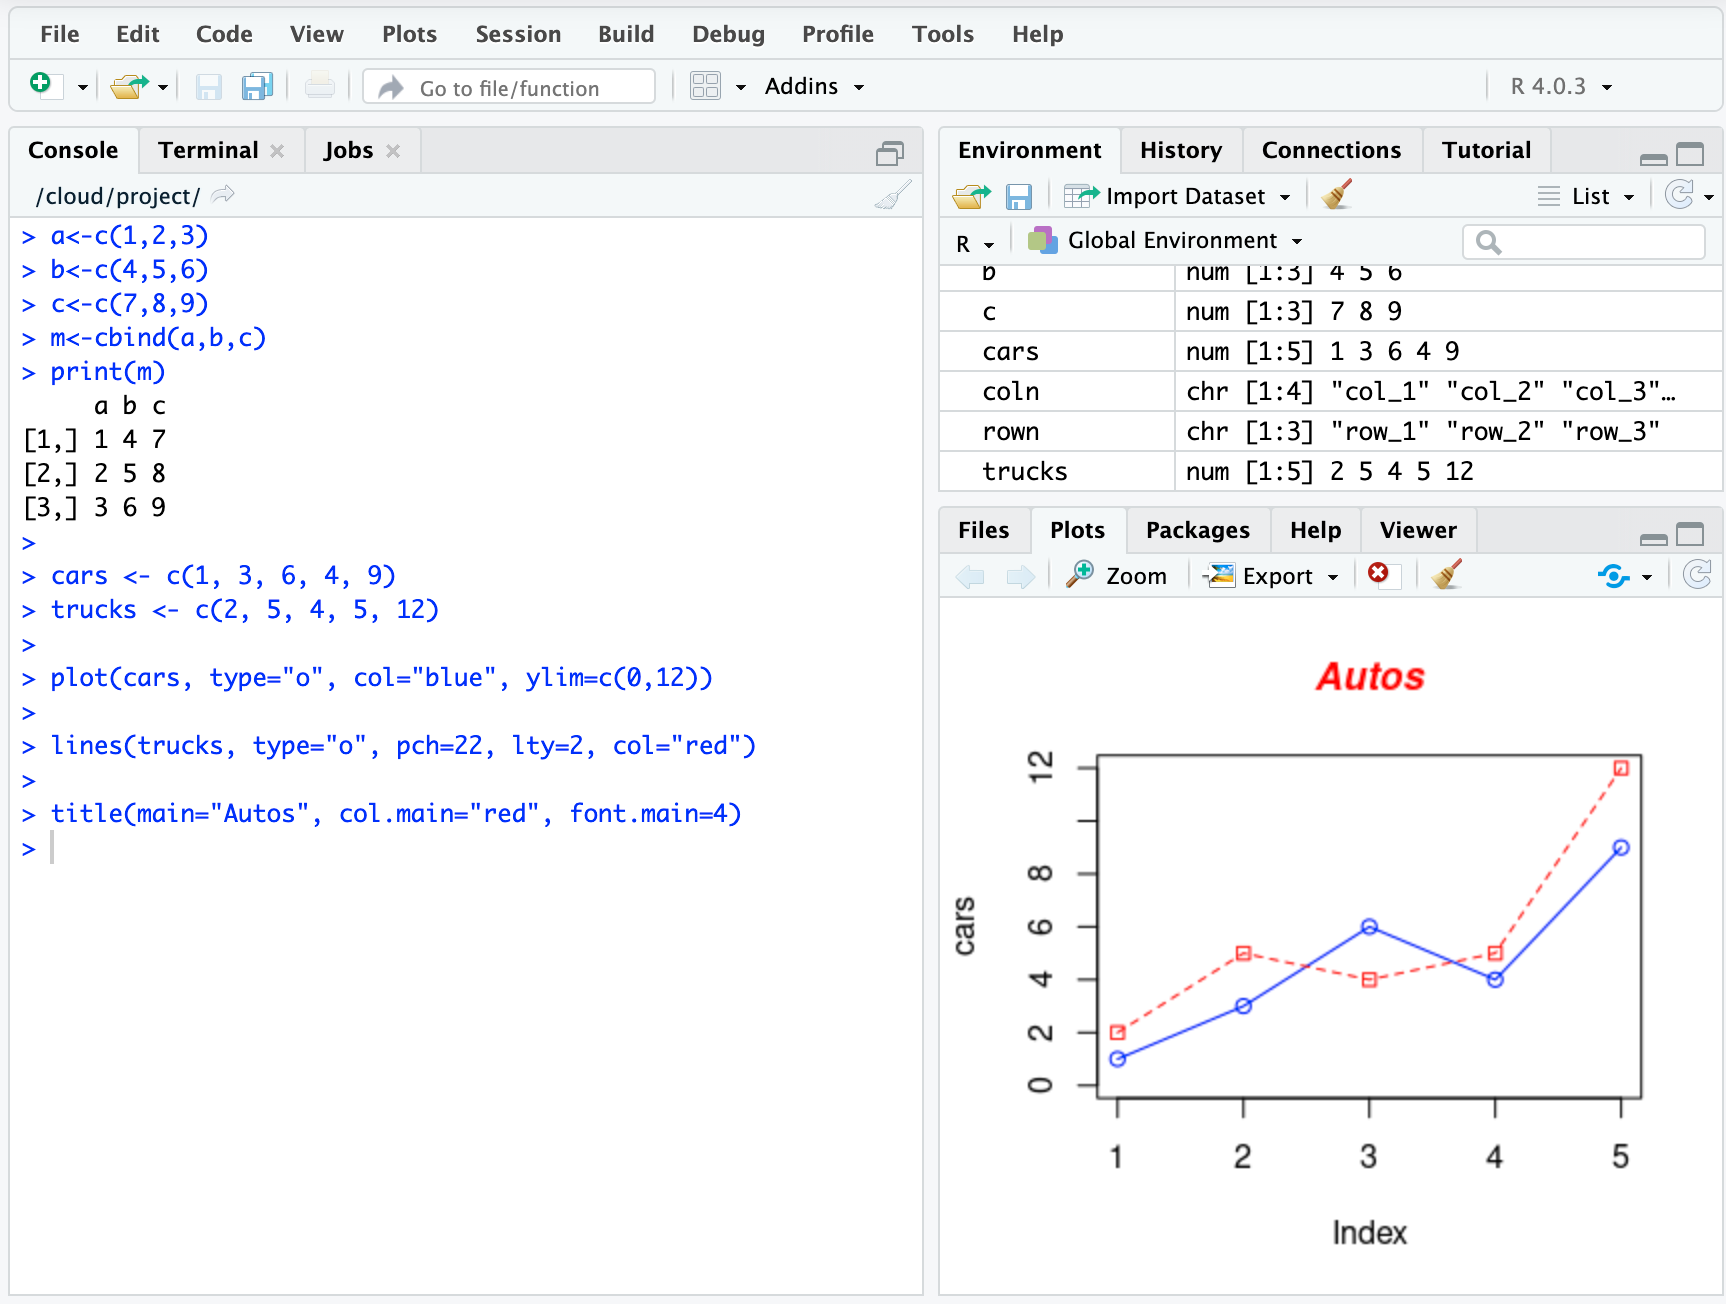 File Edit Code View Plots Session Build Debug Profile Tools Help
Go to file/function Addins R 4.0.3
Console Terminal Jobs
/cloud/project/
> a<-c(1,2,3)
> b<-c(4,5,6)
> c<-c(7,8,9)
> m<-cbind(a,b,c)
> print(m)
     a b c
[1,] 1 4 7
[2,] 2 5 8
[3,] 3 6 9
>
> cars <- c(1, 3, 6, 4, 9)
> trucks <- c(2, 5, 4, 5, 12)
>
> plot(cars, type="o", col="blue", ylim=c(0,12))
>
> lines(trucks, type="o", pch=22, lty=2, col="red")
>
> title(main="Autos", col.main="red", font.main=4)
>
Environment History Connections Tutorial
Import Dataset List
R Global Environment
b num [1:3] 4 5 6
c num [1:3] 7 8 9
cars num [1:5] 1 3 6 4 9
coln chr [1:4] "col_1" "col_2" "col_3"…
rown chr [1:3] "row_1" "row_2" "row_3"
trucks num [1:5] 2 5 4 5 12
Files Plots Packages Help Viewer
Zoom Export
Autos
12
8
6
4
2
0
cars
1 2 3 4 5
Index